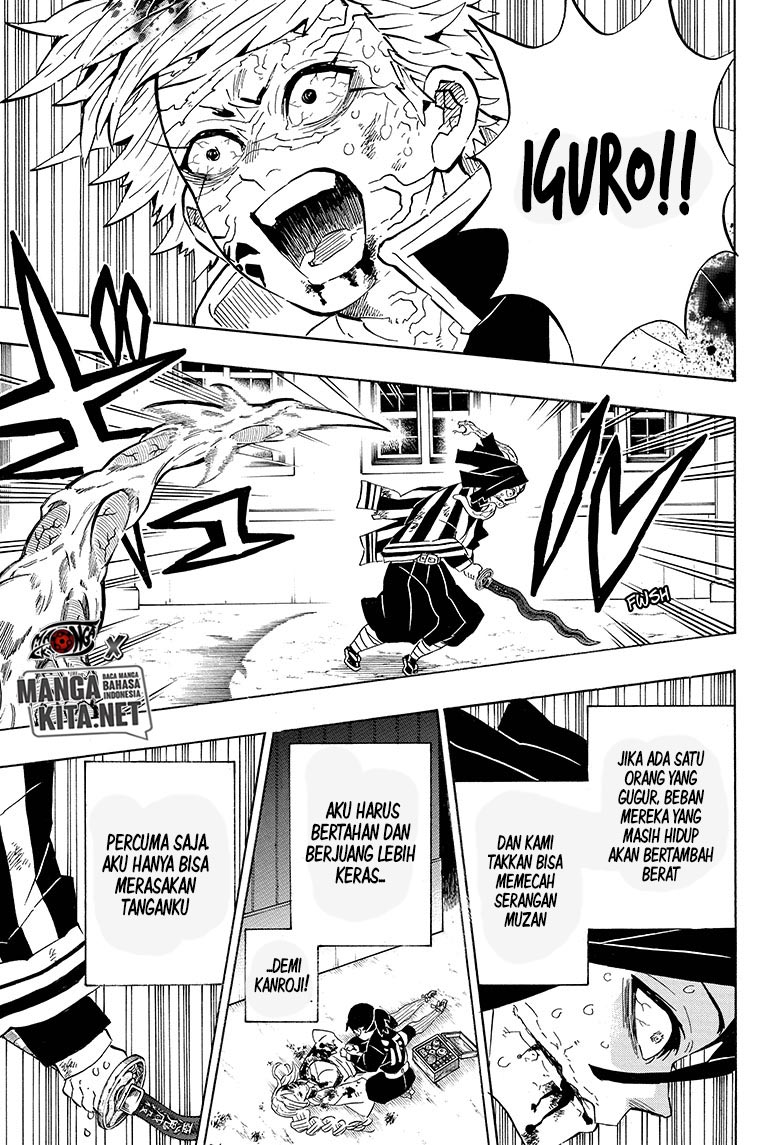 IGURO!!
FWSH
MANGA
KITA.NET
BACA MANGA
BAHASA
INDONESIA
X
JIKA ADA SATU
ORANG YANG
GUGUR, BEBAN
MEREKA YANG
MASIH HIDUP
AKAN BERTAMBAH
BERAT
DAN KAMI
TAKKAN BISA
MEMECAH
SERANGAN
MUZAN
AKU HARUS
BERTAHAN DAN
BERJUANG LEBIH
KERAS...
...DEMI
KANROJI!
PERCUMA SAJA.
AKU HANYA BISA
MERASAKAN
TANGANKU